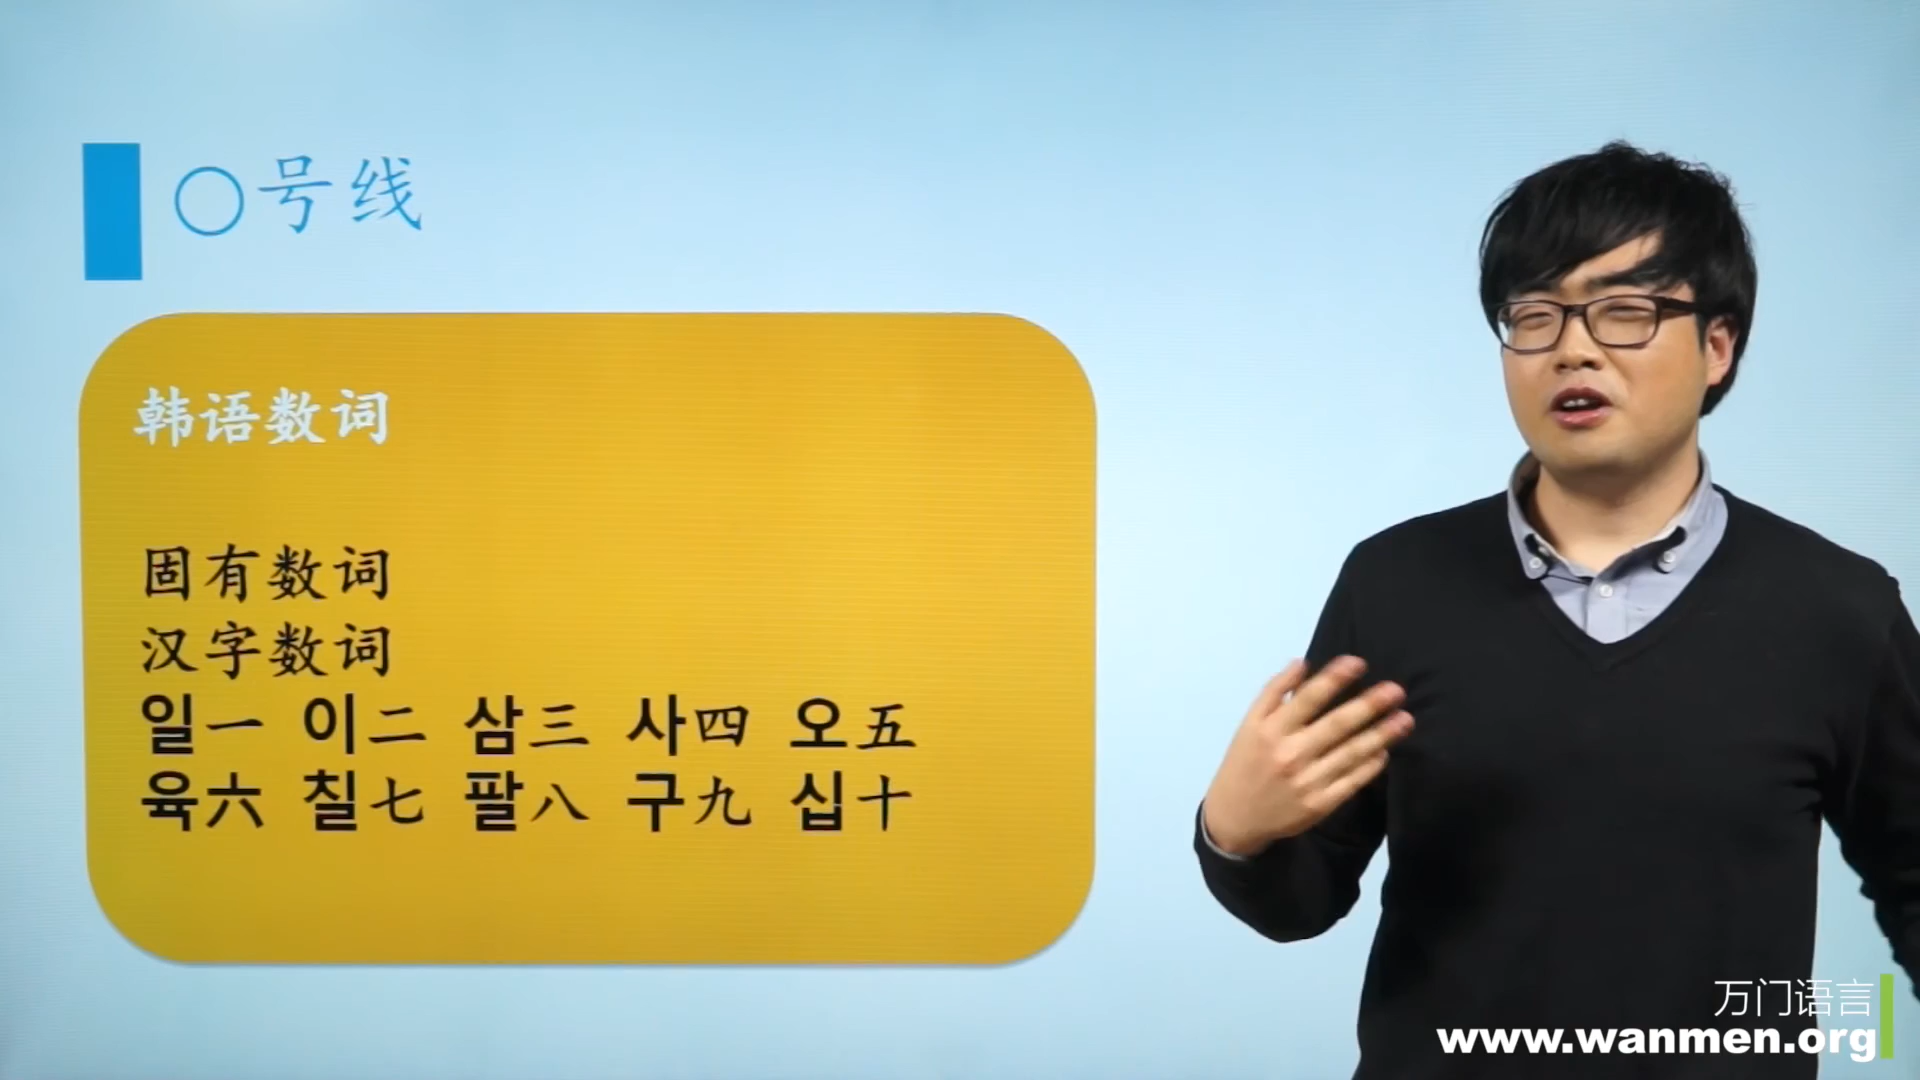 ○号线
韩语数词
固有数词
汉字数词
일一 이二 삼三 사四 오五
육六 칠七 팔八 구九 십十
万门语言
www.wanmen.org